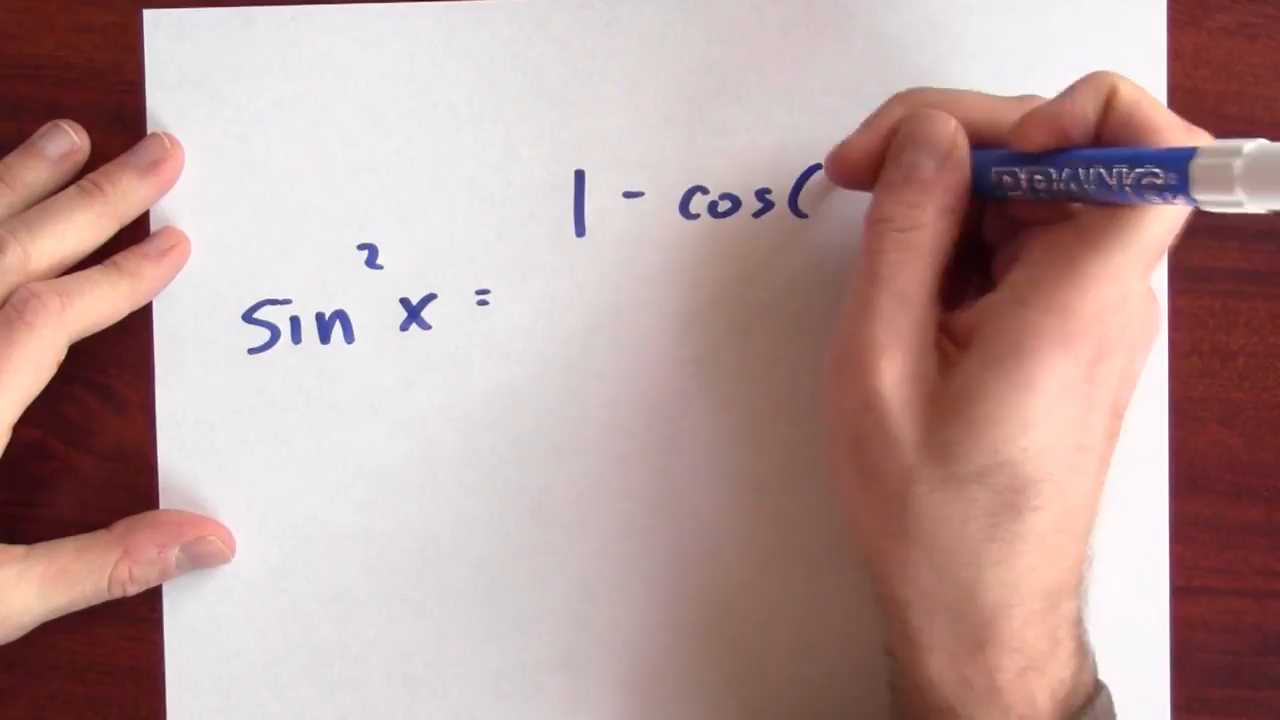 1 - cos(
sin² x =